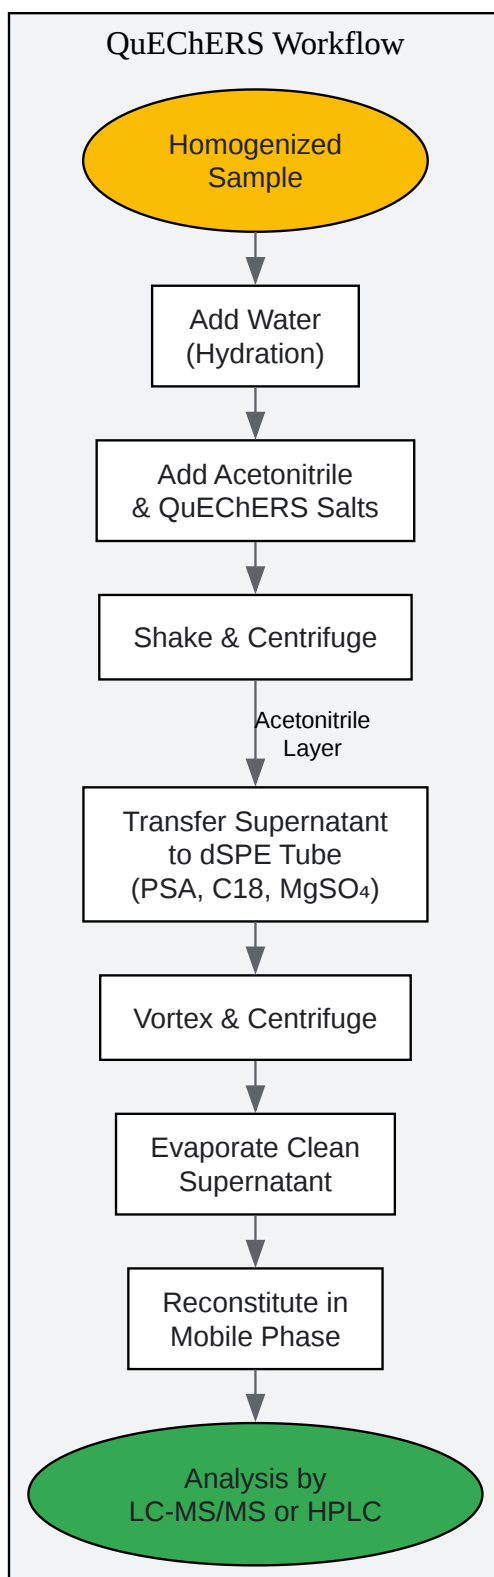 QuEChERS Workflow
Homogenized
Sample
Add Water
(Hydration)
Add Acetonitrile
& QuEChERS Salts
Shake & Centrifuge
Acetonitrile
Layer
Transfer Supernatant
to dSPE Tube
(PSA, C18, MgSO₄)
Vortex & Centrifuge
Evaporate Clean
Supernatant
Reconstitute in
Mobile Phase
Analysis by
LC-MS/MS or HPLC